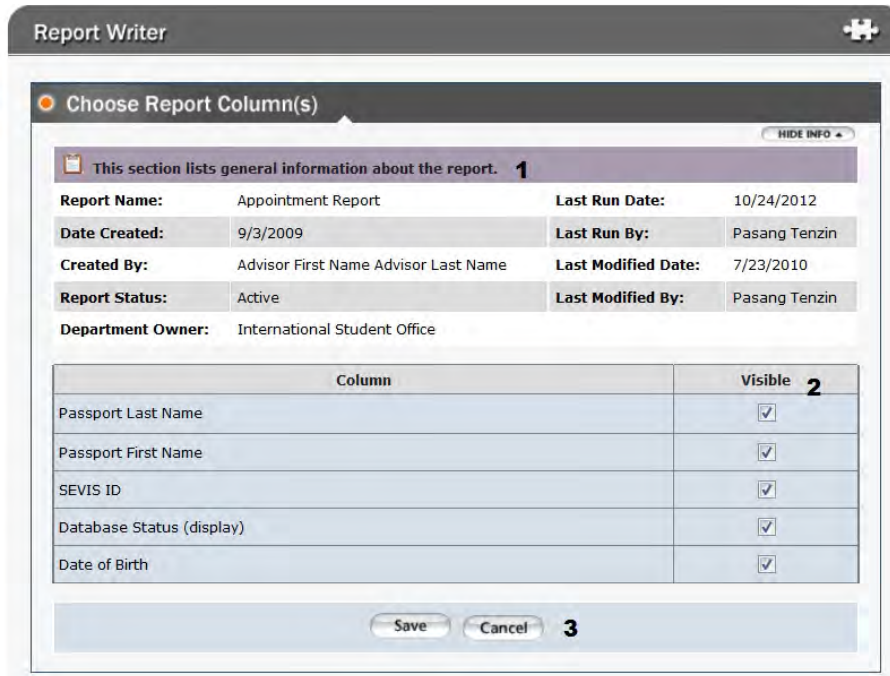 Report Writer
Choose Report Column(s)
HIDE INFO
This section lists general information about the report. 1
Report Name: Appointment Report Last Run Date: 10/24/2012
Date Created: 9/3/2009 Last Run By: Pasang Tenzin
Created By: Advisor First Name Advisor Last Name Last Modified Date: 7/23/2010
Report Status: Active Last Modified By: Pasang Tenzin
Department Owner: International Student Office
Column Visible 2
Passport Last Name
Passport First Name
SEVIS ID
Database Status (display)
Date of Birth
Save Cancel 3